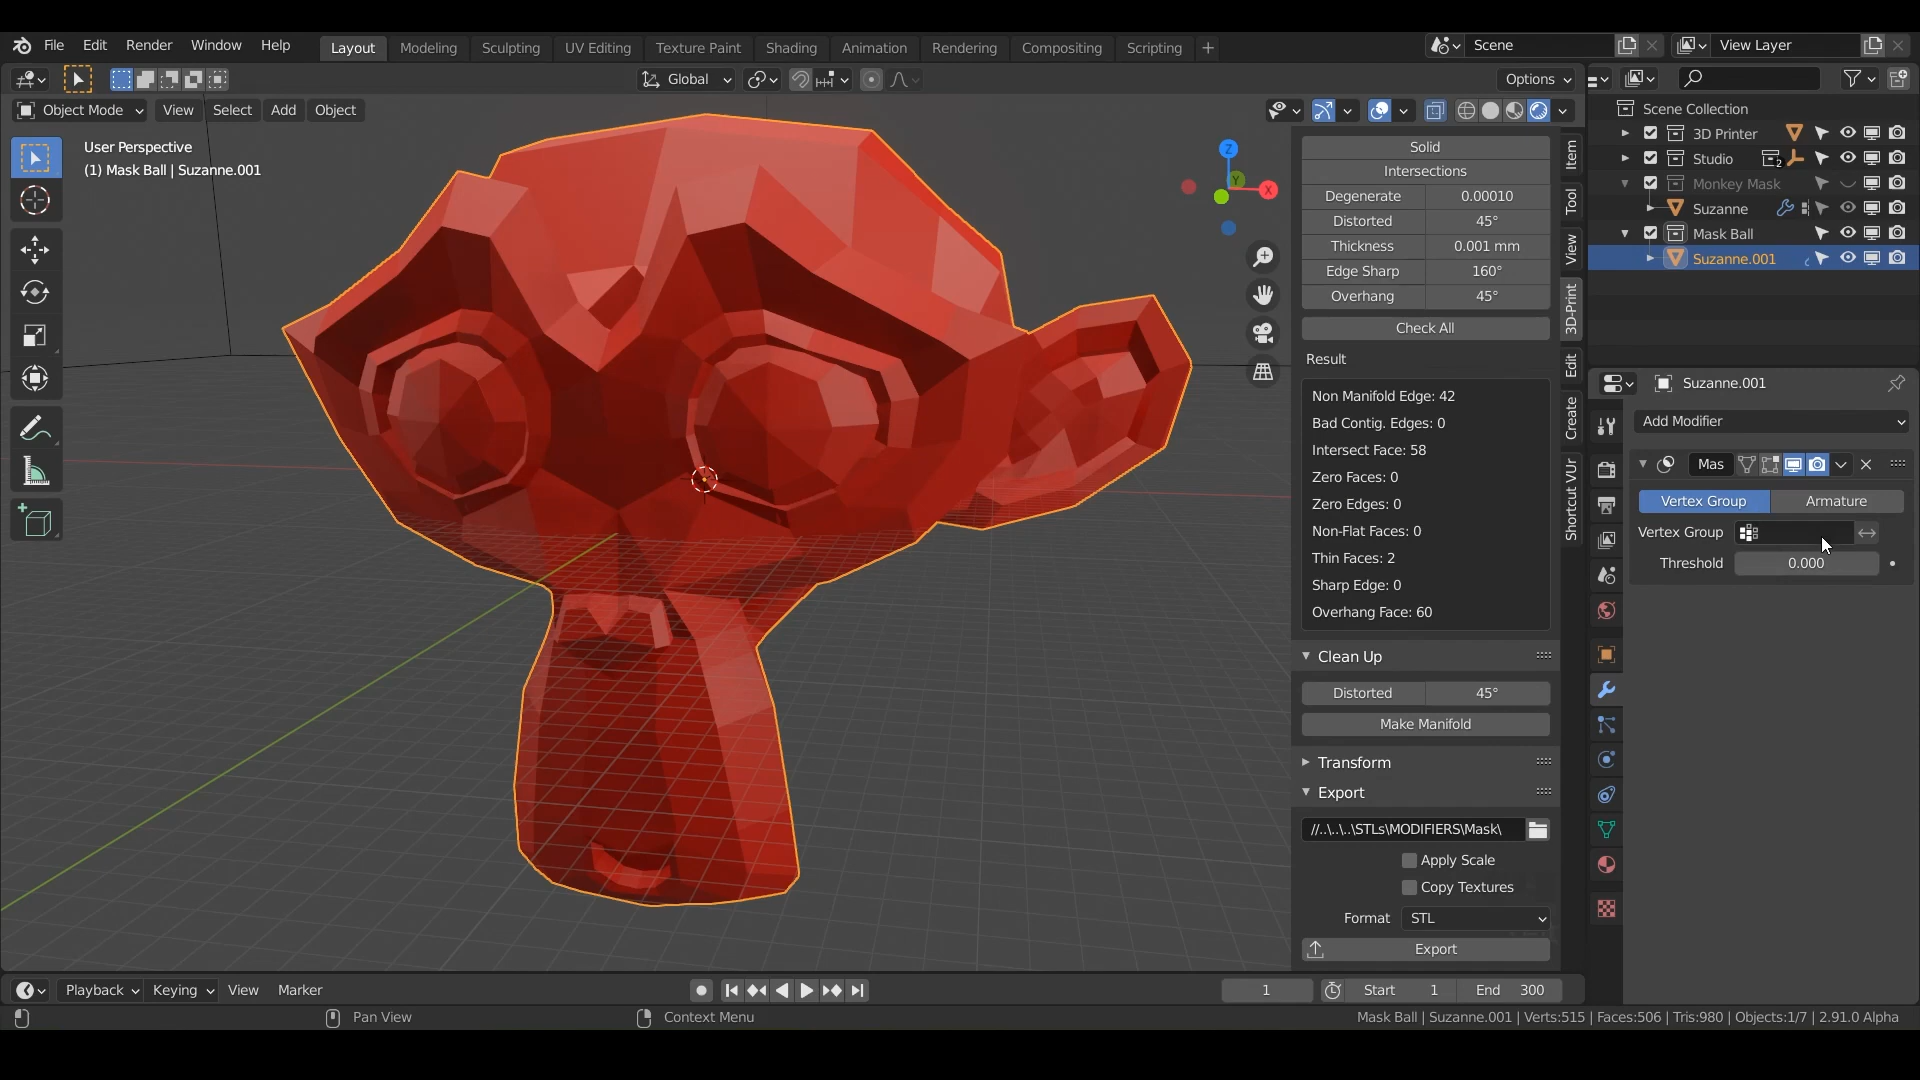 File Edit Render Window Help
Layout Modeling Sculpting UV Editing Texture Paint Shading Animation Rendering Compositing Scripting +
Scene
View Layer
Global
Options
Object Mode View Select Add Object
User Perspective
(1) Mask Ball | Suzanne.001
Z
Y
X
Solid
Intersections
Degenerate 0.00010
Distorted 45°
Thickness 0.001 mm
Edge Sharp 160°
Overhang 45°
Check All
Result
Non Manifold Edge: 42
Bad Contig. Edges: 0
Intersect Face: 58
Zero Faces: 0
Zero Edges: 0
Non-Flat Faces: 0
Thin Faces: 2
Sharp Edge: 0
Overhang Face: 60
Clean Up
Distorted 45°
Make Manifold
Transform
Export
//..\..\..\STLs\MODIFIERS\Mask\
Apply Scale
Copy Textures
Format STL
Export
Item
Tool
View
3D-Print
Edit
Create
Shortcut VUr
Scene Collection
3D Printer
Studio 2
Monkey Mask
Suzanne
Mask Ball
Suzanne.001
Suzanne.001
Add Modifier
Mas
Vertex Group Armature
Vertex Group
Threshold 0.000
Playback Keying View Marker
1
Start 1
End 300
Pan View
Context Menu
Mask Ball | Suzanne.001 | Verts:515 | Faces:506 | Tris:980 | Objects:1/7 | 2.91.0 Alpha